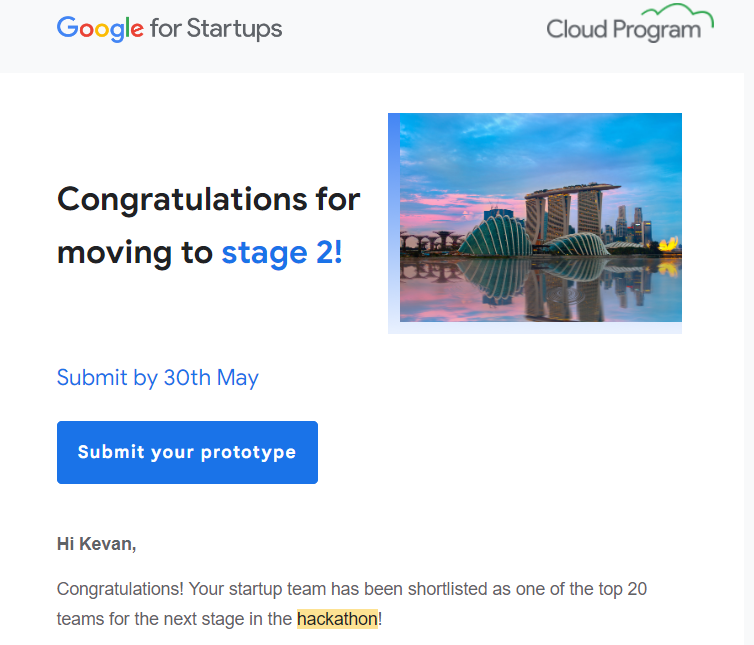 Google for Startups
Cloud Program
Congratulations for
moving to stage 2!
Submit by 30th May
Submit your prototype
Hi Kevan,
Congratulations! Your startup team has been shortlisted as one of the top 20
teams for the next stage in the hackathon!